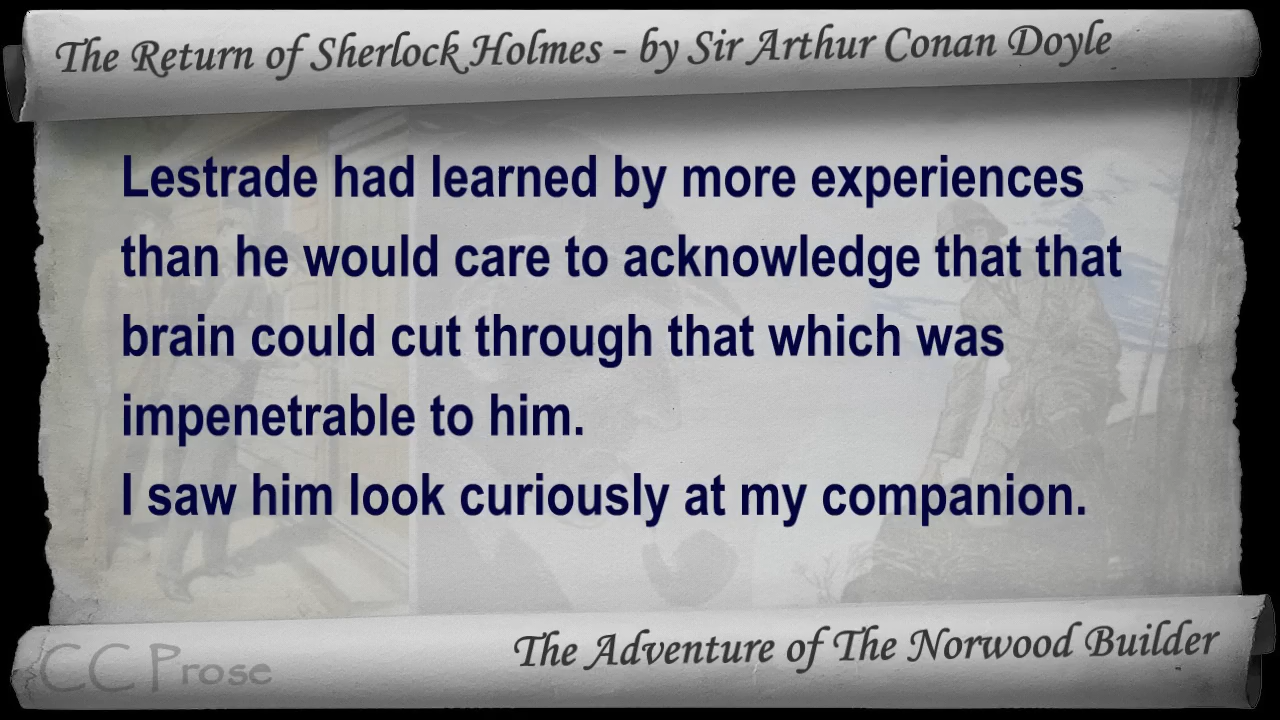 The Return of Sherlock Holmes - by Sir Arthur Conan Doyle
Lestrade had learned by more experiences
than he would care to acknowledge that that
brain could cut through that which was
impenetrable to him.
I saw him look curiously at my companion.
The Adventure of The Norwood Builder
CC Prose